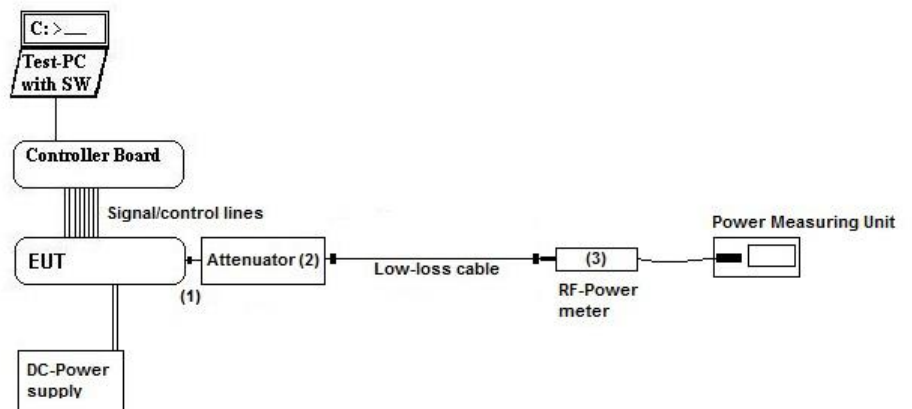 C: >__
Test-PC
with SW
Controller Board
Signal/control lines
Power Measuring Unit
EUT
Attenuator (2)
Low-loss cable
(3)
(1)
RF-Power
meter
DC-Power
supply